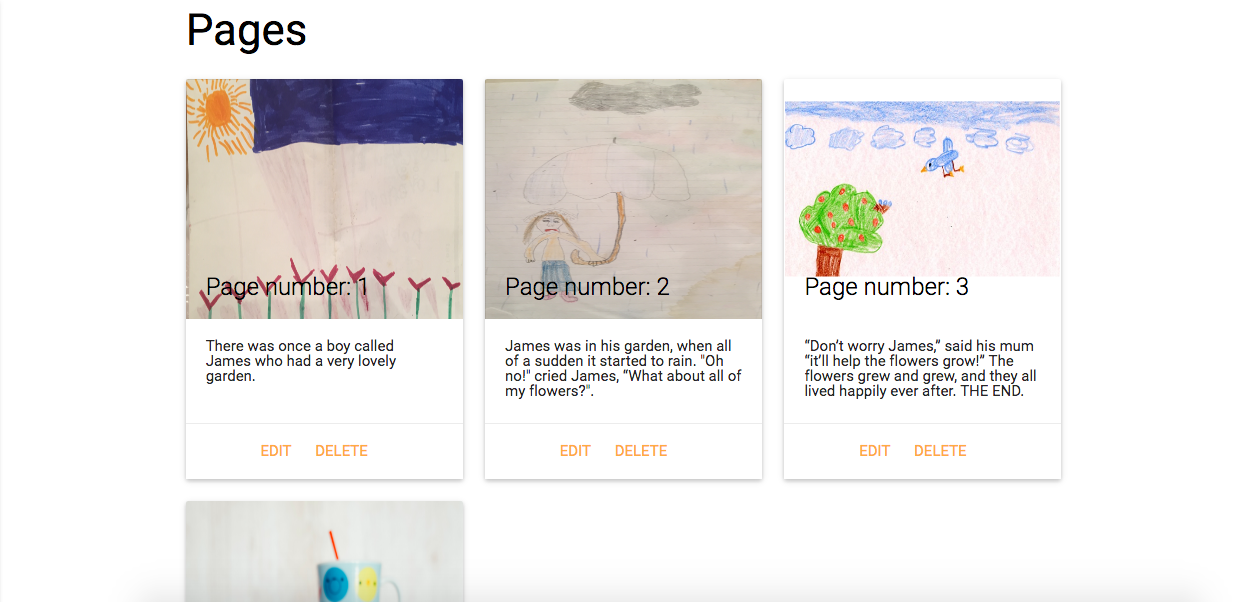 Pages
Page number: 1
There was once a boy called
James who had a very lovely
garden.
EDIT DELETE
Page number: 2
James was in his garden, when all
of a sudden it started to rain. "Oh
no!" cried James, “What about all of
my flowers?".
EDIT DELETE
Page number: 3
“Don’t worry James,” said his mum
“it’ll help the flowers grow!” The
flowers grew and grew, and they all
lived happily ever after. THE END.
EDIT DELETE